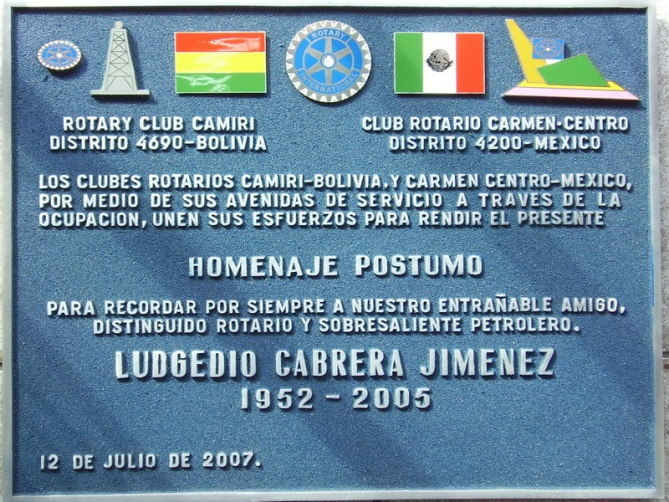 ROTARY INTERNATIONAL
ROTARY CLUB CAMIRI
DISTRITO 4690-BOLIVIA
CLUB ROTARIO CARMEN-CENTRO
DISTRITO 4200-MEXICO
LOS CLUBES ROTARIOS CAMIRI-BOLIVIA, Y CARMEN CENTRO-MEXICO,
POR MEDIO DE SUS AVENIDAS DE SERVICIO A TRAVES DE LA
OCUPACION, UNEN SUS ESFUERZOS PARA RENDIR EL PRESENTE
HOMENAJE POSTUMO
PARA RECORDAR POR SIEMPRE A NUESTRO ENTRAÑABLE AMIGO,
DISTINGUIDO ROTARIO Y SOBRESALIENTE PETROLERO.
LUDGEDIO CABRERA JIMENEZ
1952 - 2005
12 DE JULIO DE 2007.